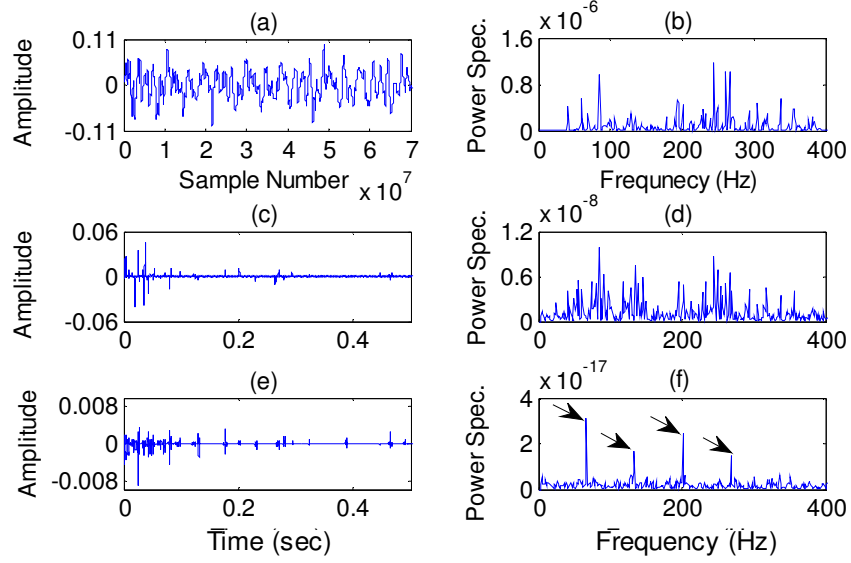 (a)
Amplitude
0.11
0
-0.11
0 1 2 3 4 5 6 7
Sample Number
x 10^7
x 10^-6
(b)
Power Spec.
1.6
0.8
0
0 100 200 300 400
Frequnecy (Hz)
(c)
Amplitude
0.06
0
-0.06
0 0.2 0.4
x 10^-8
(d)
Power Spec.
1.2
0.6
0
0 200 400
(e)
Amplitude
0.008
0
-0.008
0 0.2 0.4
Time (sec)
x 10^-17
(f)
Power Spec.
4
2
0
0 100 200 300 400
Frequency (Hz)